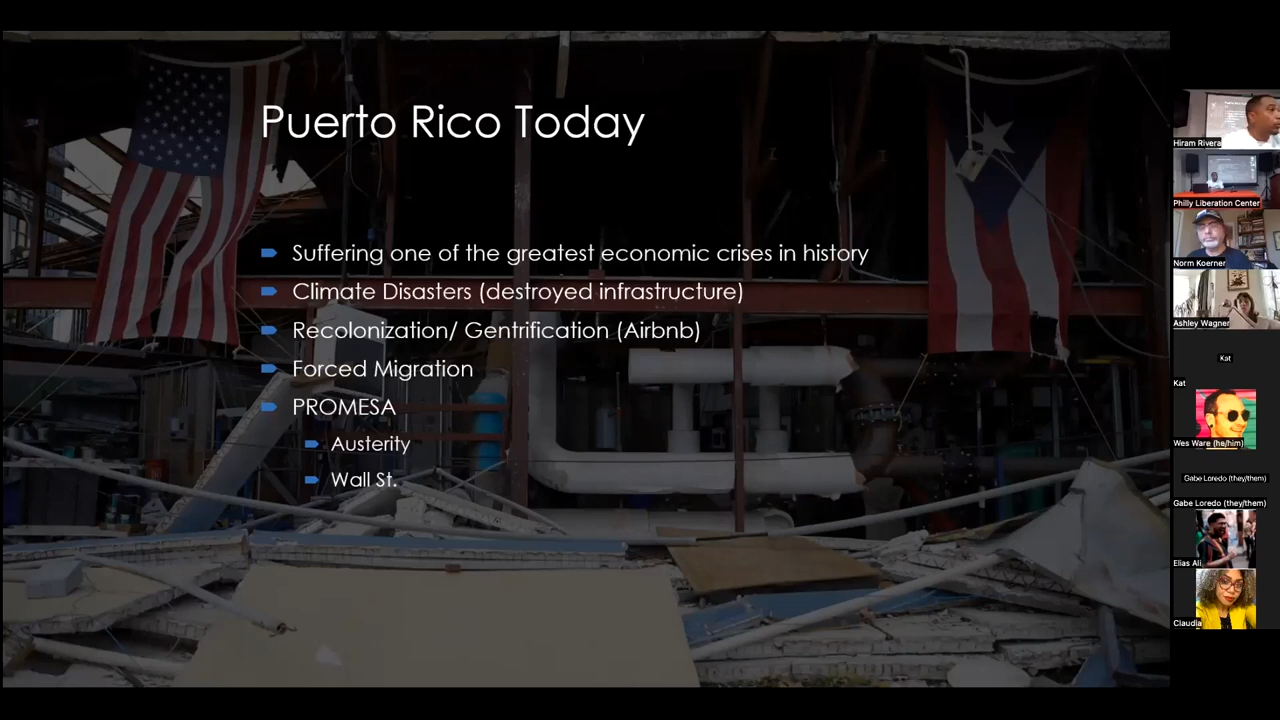 Puerto Rico Today
Suffering one of the greatest economic crises in history
Climate Disasters (destroyed infrastructure)
Recolonization/ Gentrification (Airbnb)
Forced Migration
PROMESA
Austerity
Wall St.
Hiram Rivera
Philly Liberation Center
Norm Koerner
Ashley Wagner
Kat
Kat
Wes Ware (he/him)
Gabe Loredo (they/them)
Gabe Loredo (they/them)
Elias Ali
Claudia